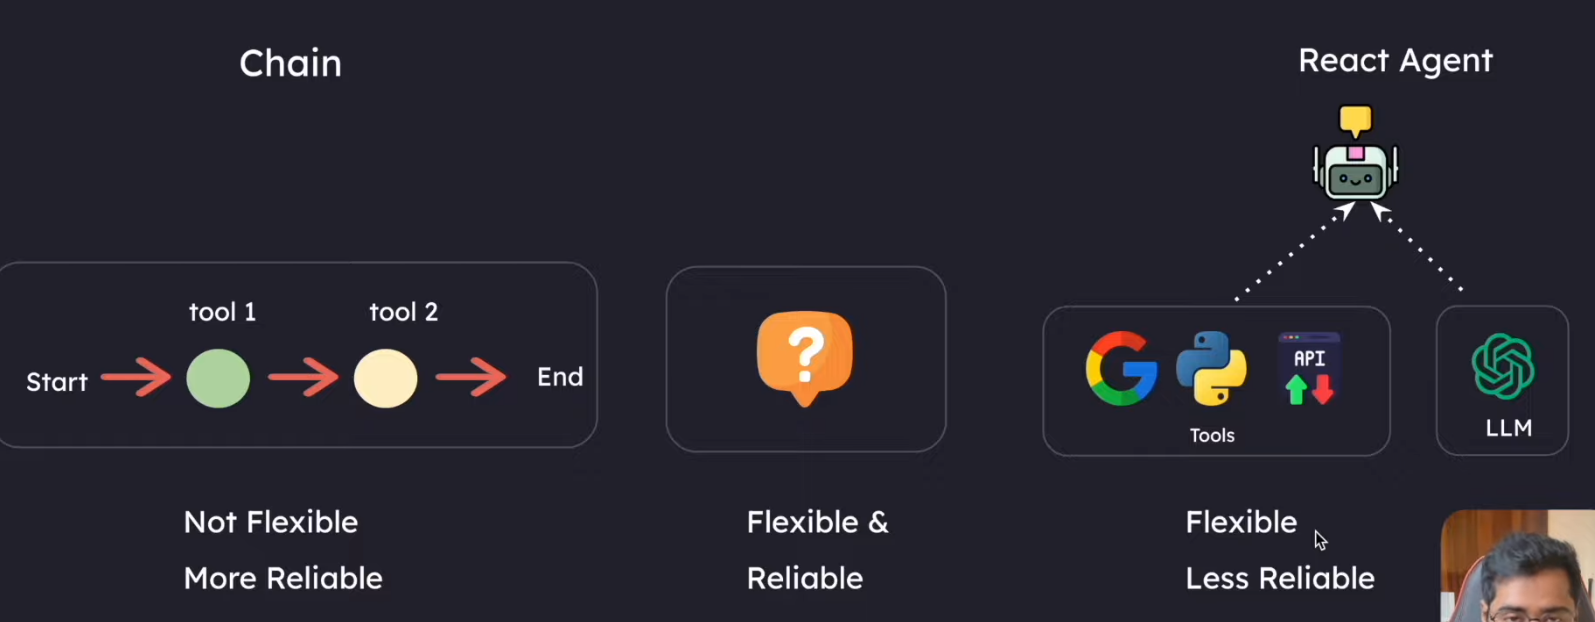 Chain
React Agent
tool 1
tool 2
Start
End
?
API
Tools
LLM
Not Flexible
More Reliable
Flexible &
Reliable
Flexible
Less Reliable